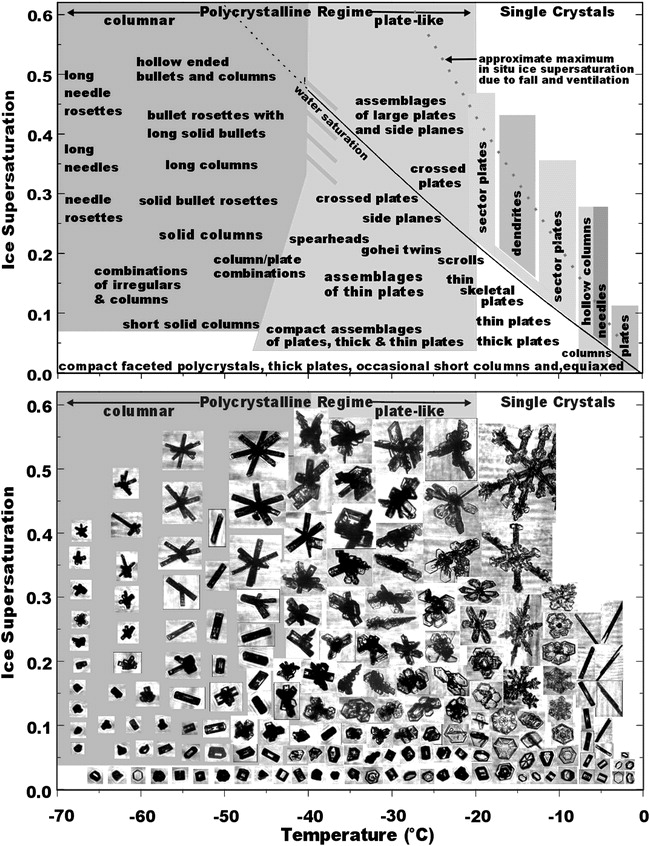 Polycrystalline Regime
Single Crystals
columnar
plate-like
0.6
0.5
0.4
0.3
0.2
0.1
0.0
Ice Supersaturation
hollow ended
bullets and columns
long
needle
rosettes
approximate maximum
in situ ice supersaturation
due to fall and ventilation
water saturation
assemblages
of large plates
and side planes
bullet rosettes with
long solid bullets
long
needles
long columns
crossed
plates
needle
rosettes
solid bullet rosettes
crossed plates
side planes
solid columns
spearheads
gohei twins
scrolls
column/plate
combinations
combinations
of irregulars
& columns
assemblages
of thin plates
thin
skeletal
plates
short solid columns
compact assemblages
of plates, thick & thin plates
thin plates
thick plates
sector plates
dendrites
sector plates
hollow columns
needles
plates
columns
compact faceted polycrystals, thick plates, occasional short columns and equiaxed
Polycrystalline Regime
Single Crystals
columnar
plate-like
0.6
0.5
0.4
0.3
0.2
0.1
0.0
Ice Supersaturation
-70 -60 -50 -40 -30 -20 -10 0
Temperature (°C)